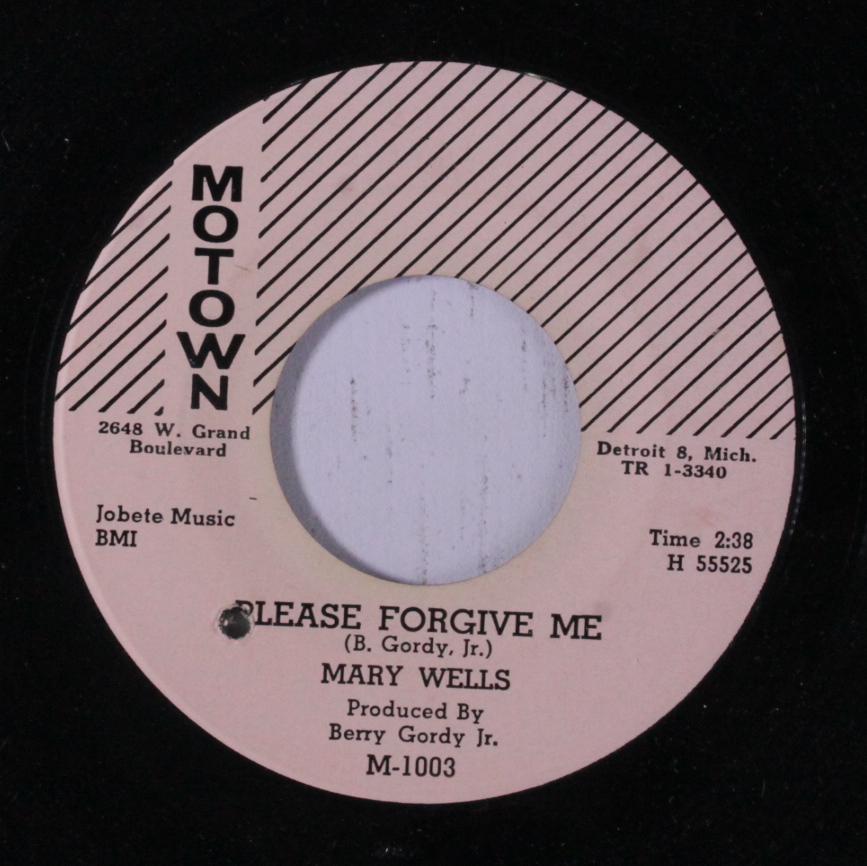 MOTOWN
2648 W. Grand
Boulevard
Detroit 8, Mich.
TR 1-3340
Jobete Music
BMI
Time 2:38
H 55525
PLEASE FORGIVE ME
(B. Gordy, Jr.)
MARY WELLS
Produced By
Berry Gordy Jr.
M-1003